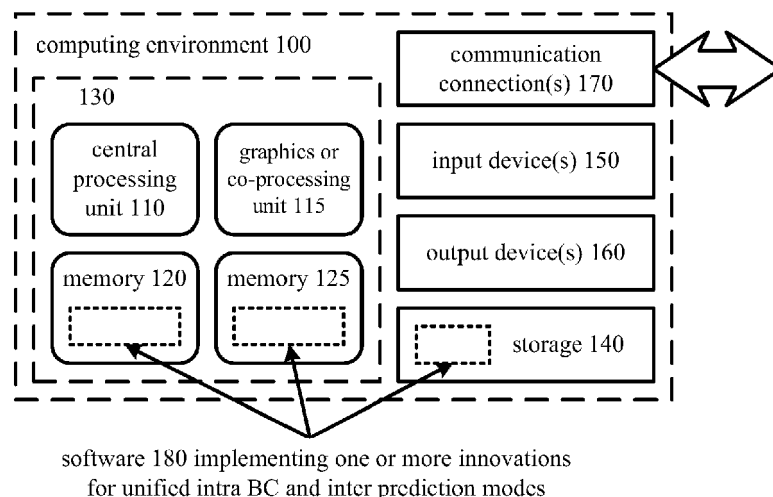 computing environment 100
communication
connection(s) 170
130
central
processing
unit 110
graphics or
co-processing
unit 115
input device(s) 150
output device(s) 160
memory 120
memory 125
storage 140
software 180 implementing one or more innovations
for unified intra BC and inter prediction modes